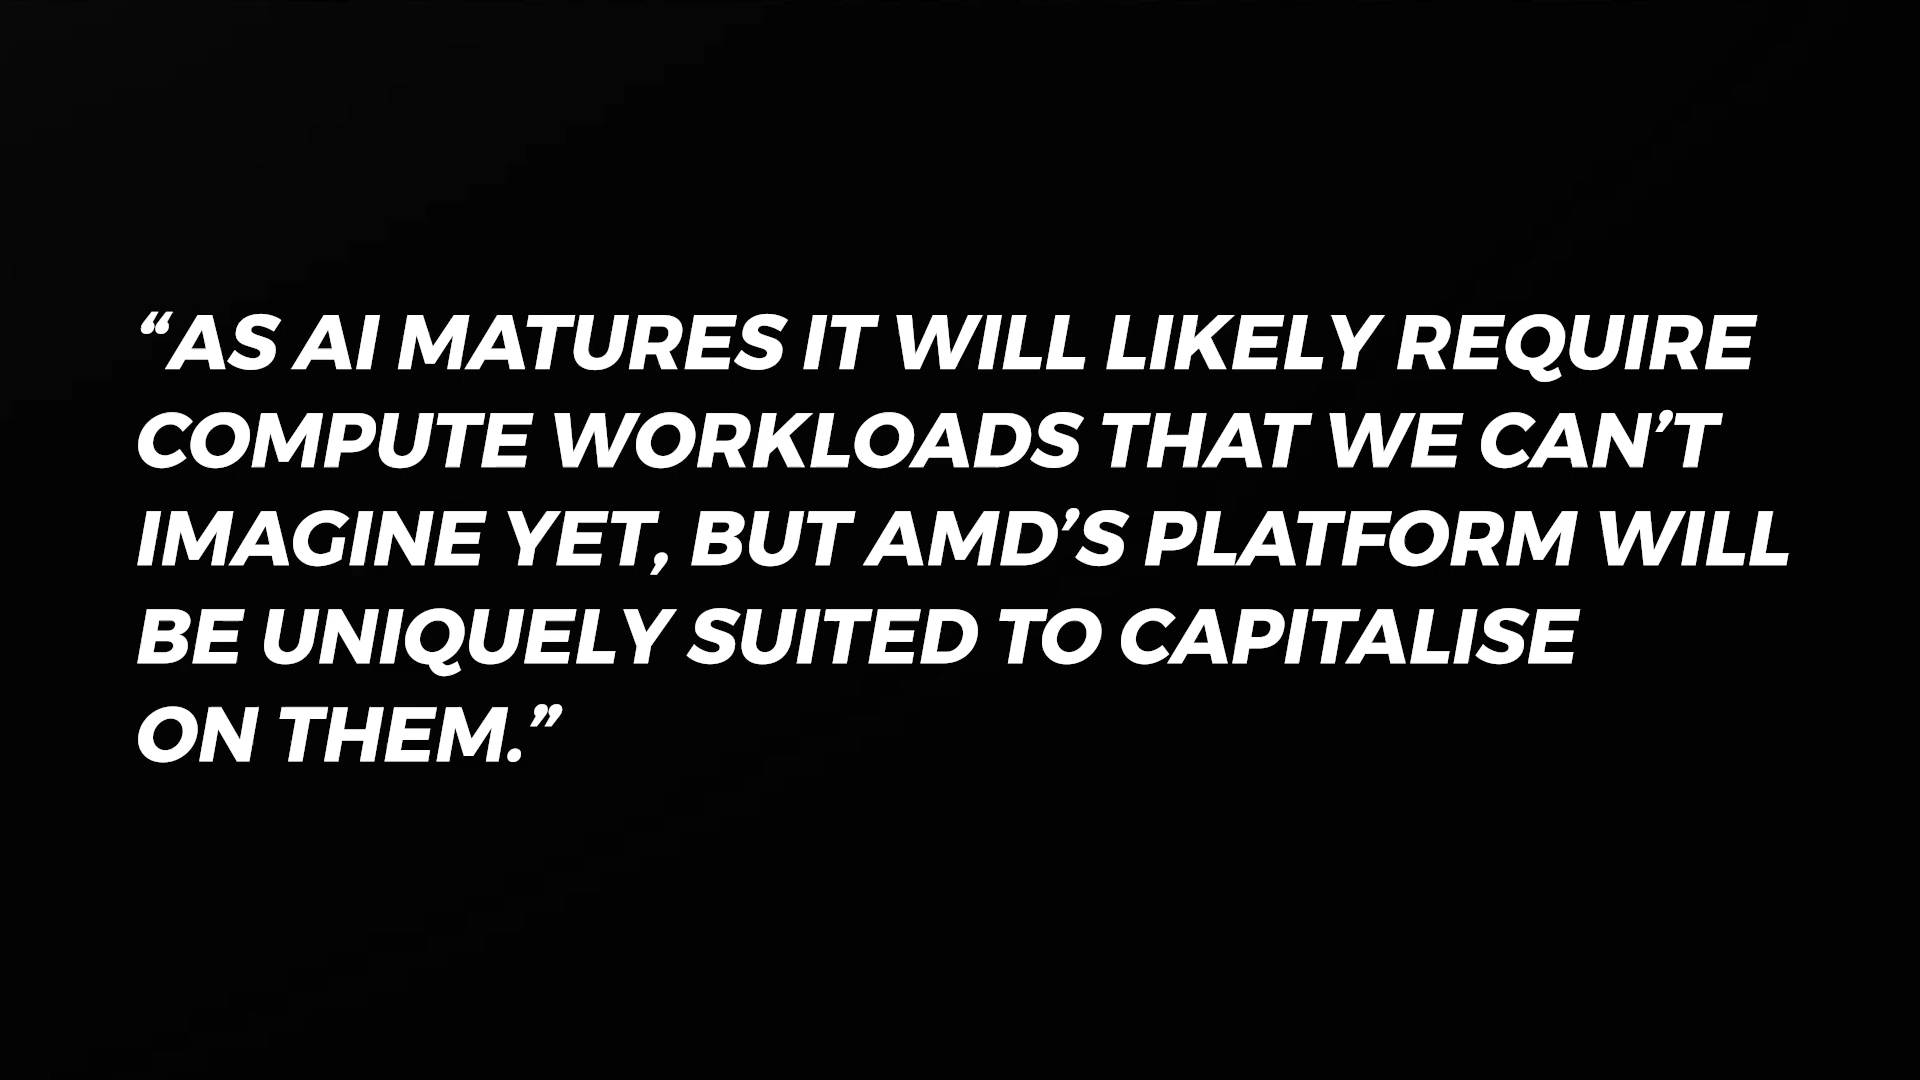 “AS AI MATURES IT WILL LIKELY REQUIRE
COMPUTE WORKLOADS THAT WE CAN’T
IMAGINE YET, BUT AMD’S PLATFORM WILL
BE UNIQUELY SUITED TO CAPITALISE
ON THEM.”